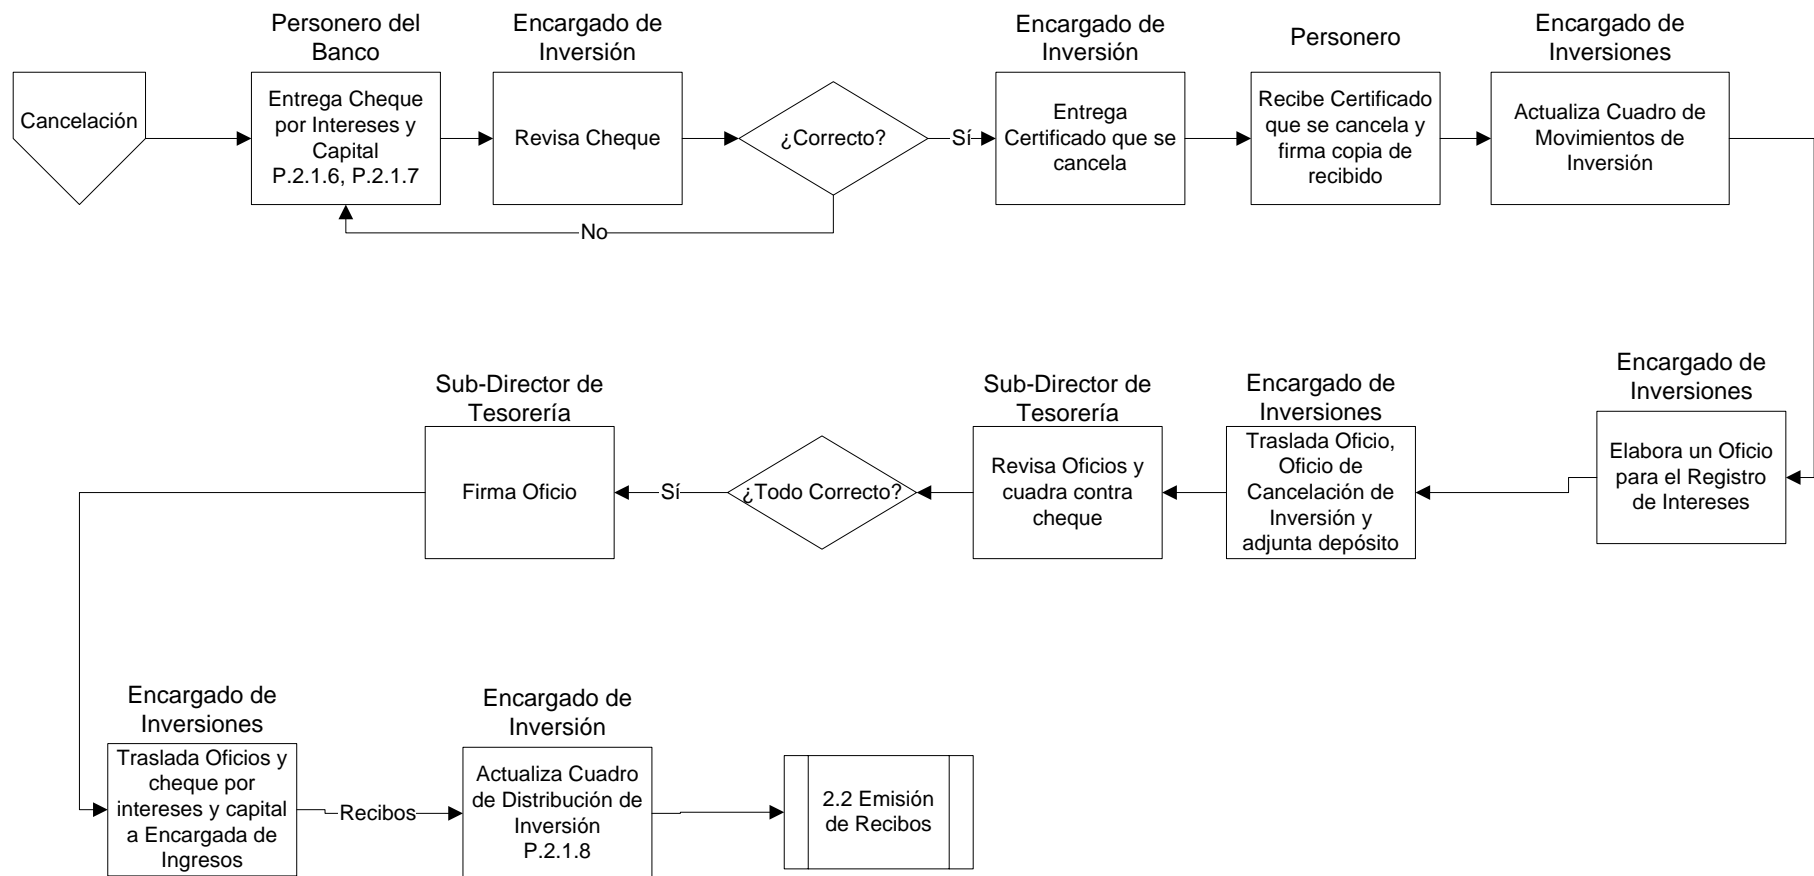 Cancelación
Personero del
Banco
Entrega Cheque
por Intereses y
Capital
P.2.1.6, P.2.1.7
Encargado de
Inversión
Revisa Cheque
¿Correcto?
Sí
No
Encargado de
Inversión
Entrega
Certificado que se
cancela
Personero
Recibe Certificado
que se cancela y
firma copia de
recibido
Encargado de
Inversiones
Actualiza Cuadro de
Movimientos de
Inversión
Encargado de
Inversiones
Elabora un Oficio
para el Registro
de Intereses
Encargado de
Inversiones
Traslada Oficio,
Oficio de
Cancelación de
Inversión y
adjunta depósito
Sub-Director de
Tesorería
Revisa Oficios y
cuadra contra
cheque
¿Todo Correcto?
Sí
Sub-Director de
Tesorería
Firma Oficio
Encargado de
Inversiones
Traslada Oficios y
cheque por
intereses y capital
a Encargada de
Ingresos
Recibos
Encargado de
Inversión
Actualiza Cuadro
de Distribución de
Inversión
P.2.1.8
2.2 Emisión
de Recibos